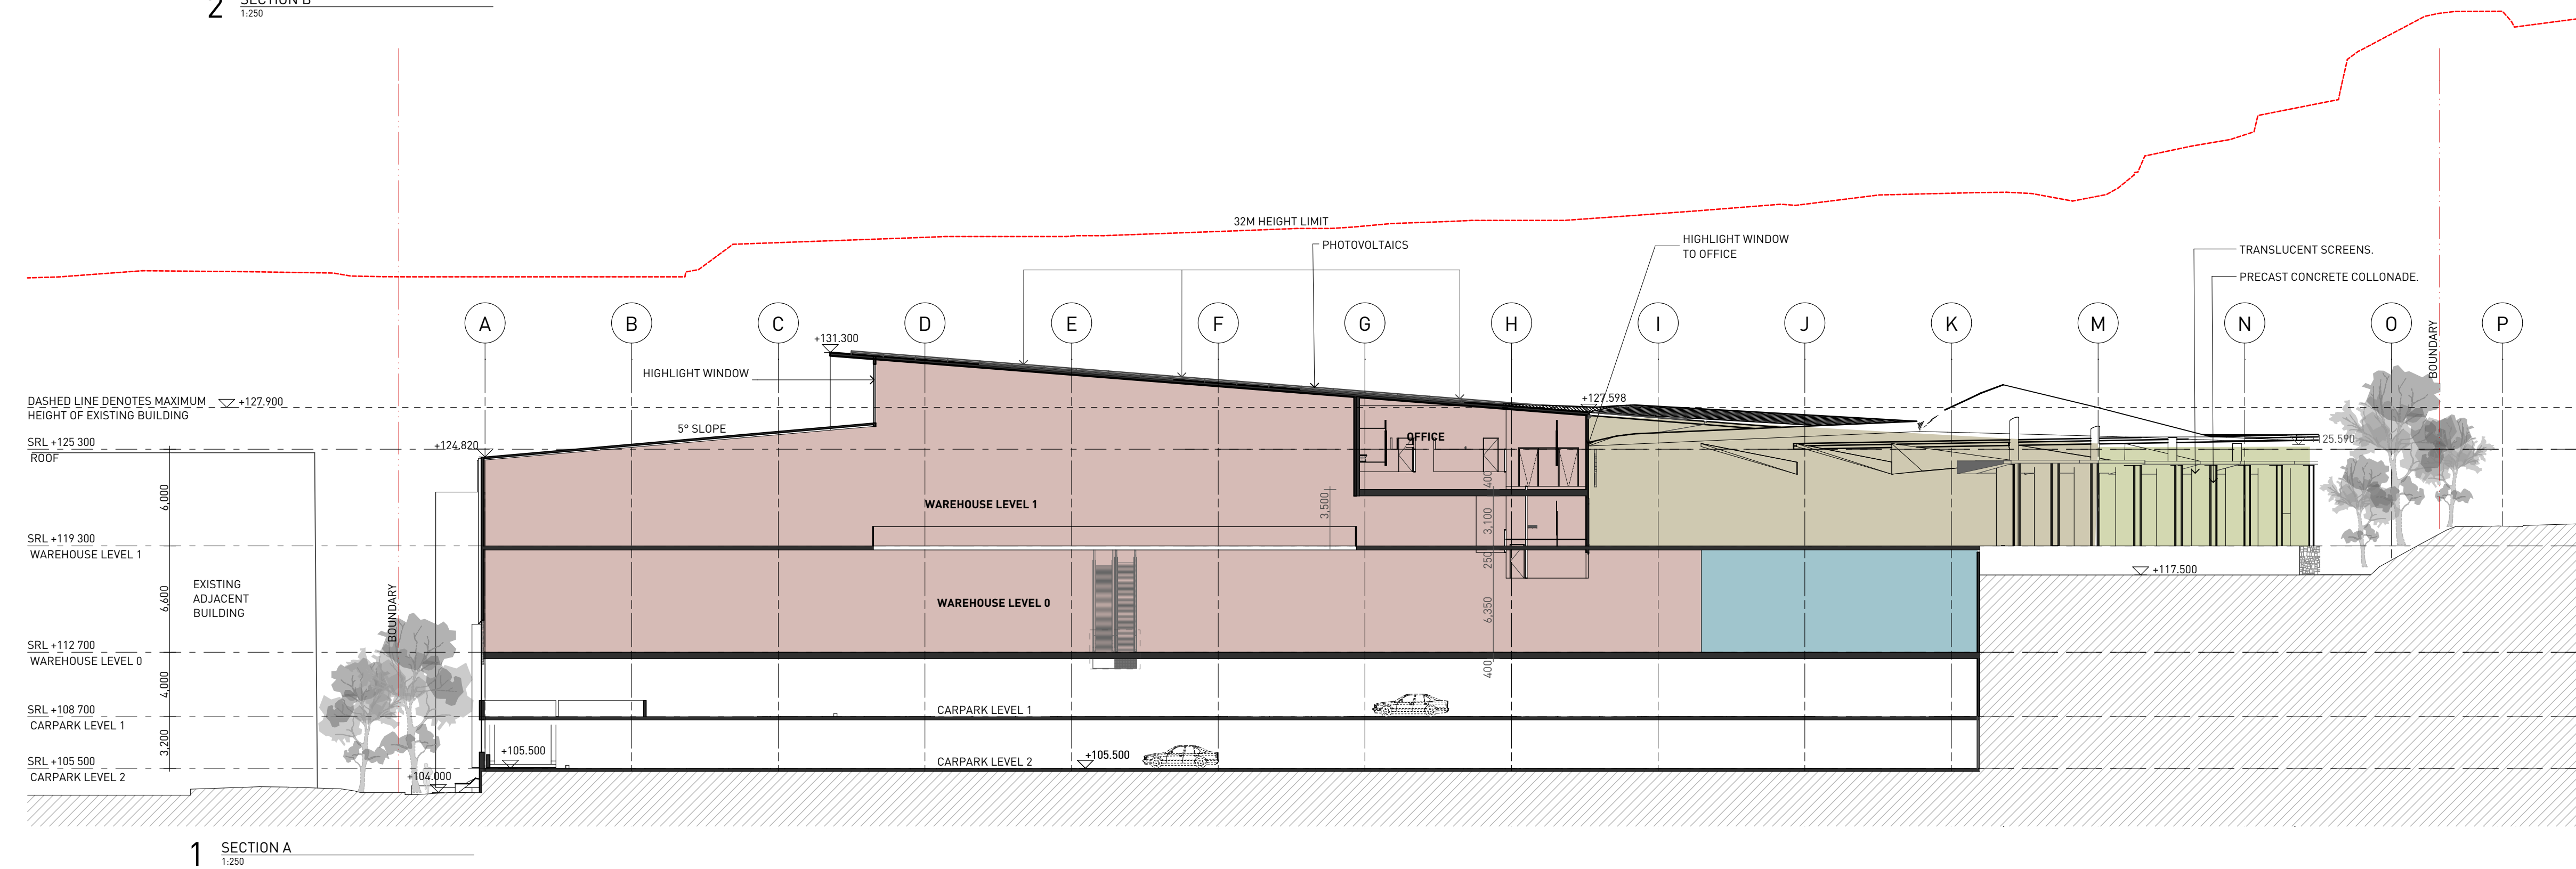 2 SECTION B
1:250
32M HEIGHT LIMIT
PHOTOVOLTAICS
HIGHLIGHT WINDOW
TO OFFICE
TRANSLUCENT SCREENS.
PRECAST CONCRETE COLLONADE.
A B C D E F G H I J K M N O P
BOUNDARY
+131.300
HIGHLIGHT WINDOW
DASHED LINE DENOTES MAXIMUM
HEIGHT OF EXISTING BUILDING
+127.900
+127.598
5° SLOPE
OFFICE
SRL +125 300
ROOF
+124.820
+125.590
6,000
400
3,500
3,100
WAREHOUSE LEVEL 1
SRL +119 300
WAREHOUSE LEVEL 1
250
+117.500
EXISTING
ADJACENT
BUILDING
6,600
BOUNDARY
WAREHOUSE LEVEL 0
6,350
SRL +112 700
WAREHOUSE LEVEL 0
400
4,000
SRL +108 700
CARPARK LEVEL 1
CARPARK LEVEL 1
3,200
+105.500
+105.500
SRL +105 500
CARPARK LEVEL 2
CARPARK LEVEL 2
+104.000
1 SECTION A
1:250